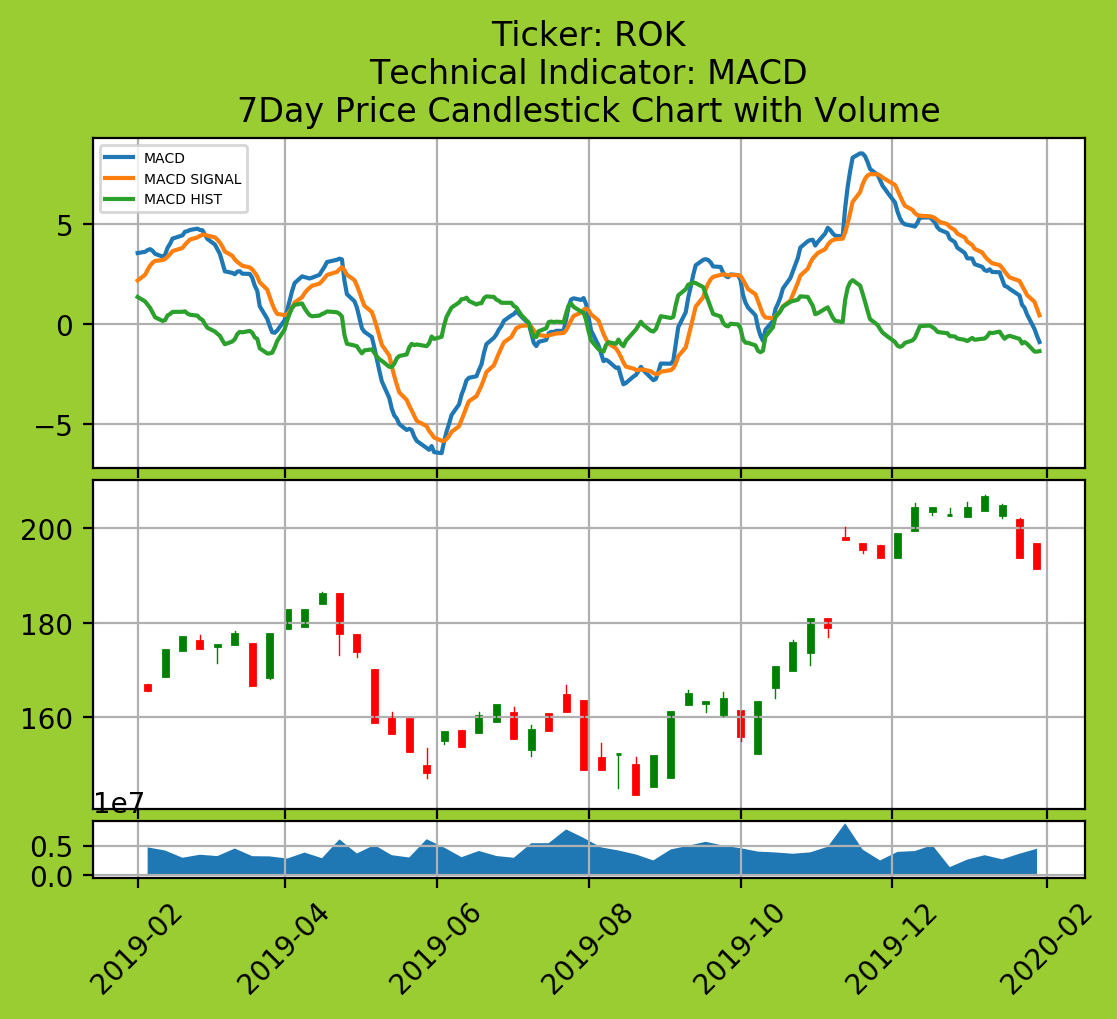 Ticker: ROK
Technical Indicator: MACD
7Day Price Candlestick Chart with Volume
MACD
MACD SIGNAL
MACD HIST
5
0
−5
200
180
160
1e7
0.5
0.0
2019-02
2019-04
2019-06
2019-08
2019-10
2019-12
2020-02